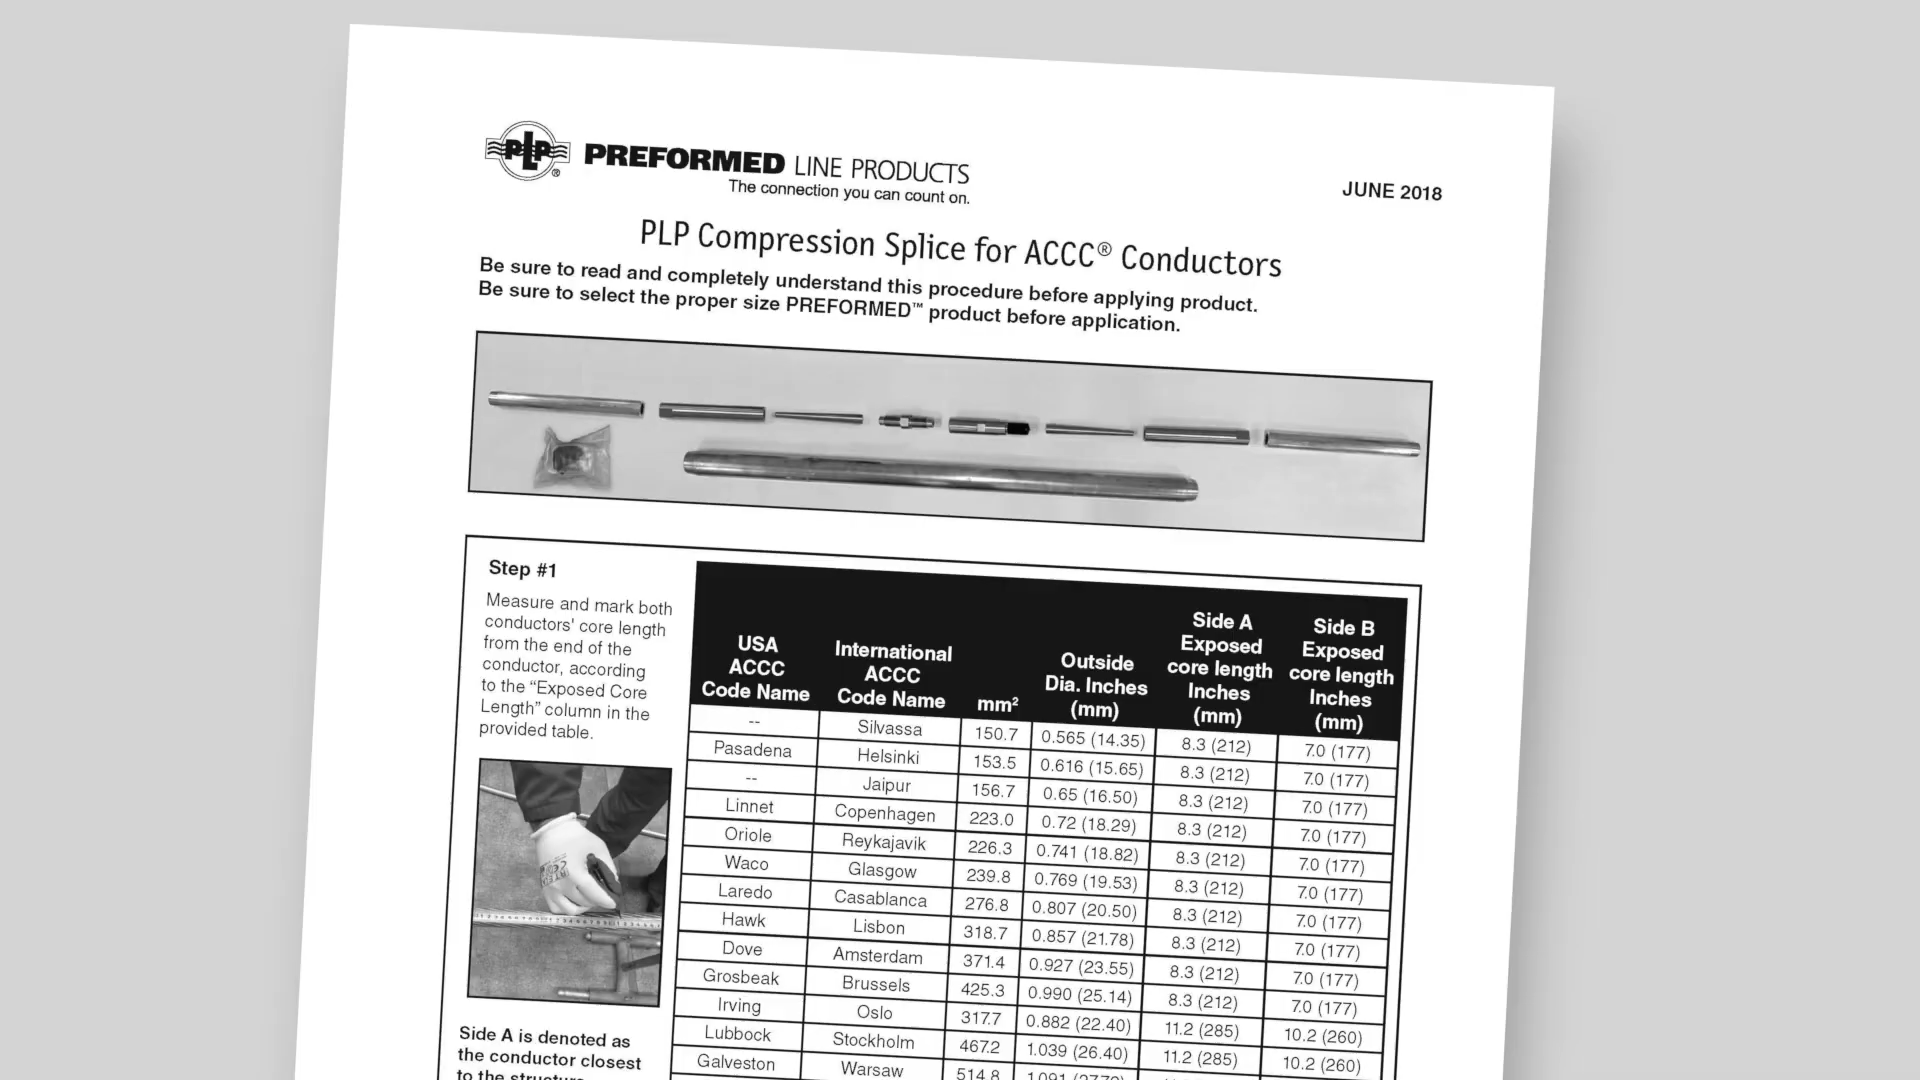 PLP®
PREFORMED LINE PRODUCTS
The connection you can count on.
JUNE 2018
PLP Compression Splice for ACCC® Conductors
Be sure to read and completely understand this procedure before applying product.
Be sure to select the proper size PREFORMED™ product before application.
Step #1
Measure and mark both
conductors' core length
from the end of the
conductor, according
to the “Exposed Core
Length” column in the
provided table.
Side A is denoted as
the conductor closest
to the structure
USA ACCC Code Name | International ACCC Code Name | mm² | Outside Dia. Inches (mm) | Side A Exposed core length Inches (mm) | Side B Exposed core length Inches (mm)
-- Silvassa 150.7 0.565 (14.35) 8.3 (212) 7.0 (177)
Pasadena Helsinki 153.5 0.616 (15.65) 8.3 (212) 7.0 (177)
-- Jaipur 156.7 0.65 (16.50) 8.3 (212) 7.0 (177)
Linnet Copenhagen 223.0 0.72 (18.29) 8.3 (212) 7.0 (177)
Oriole Reykajavik 226.3 0.741 (18.82) 8.3 (212) 7.0 (177)
Waco Glasgow 239.8 0.769 (19.53) 8.3 (212) 7.0 (177)
Laredo Casablanca 276.8 0.807 (20.50) 8.3 (212) 7.0 (177)
Hawk Lisbon 318.7 0.857 (21.78) 8.3 (212) 7.0 (177)
Dove Amsterdam 371.4 0.927 (23.55) 8.3 (212) 7.0 (177)
Grosbeak Brussels 425.3 0.990 (25.14) 8.3 (212) 7.0 (177)
Irving Oslo 317.7 0.882 (22.40) 11.2 (285) 10.2 (260)
Lubbock Stockholm 467.2 1.039 (26.40) 11.2 (285) 10.2 (260)
Galveston Warsaw 514.8 1.091